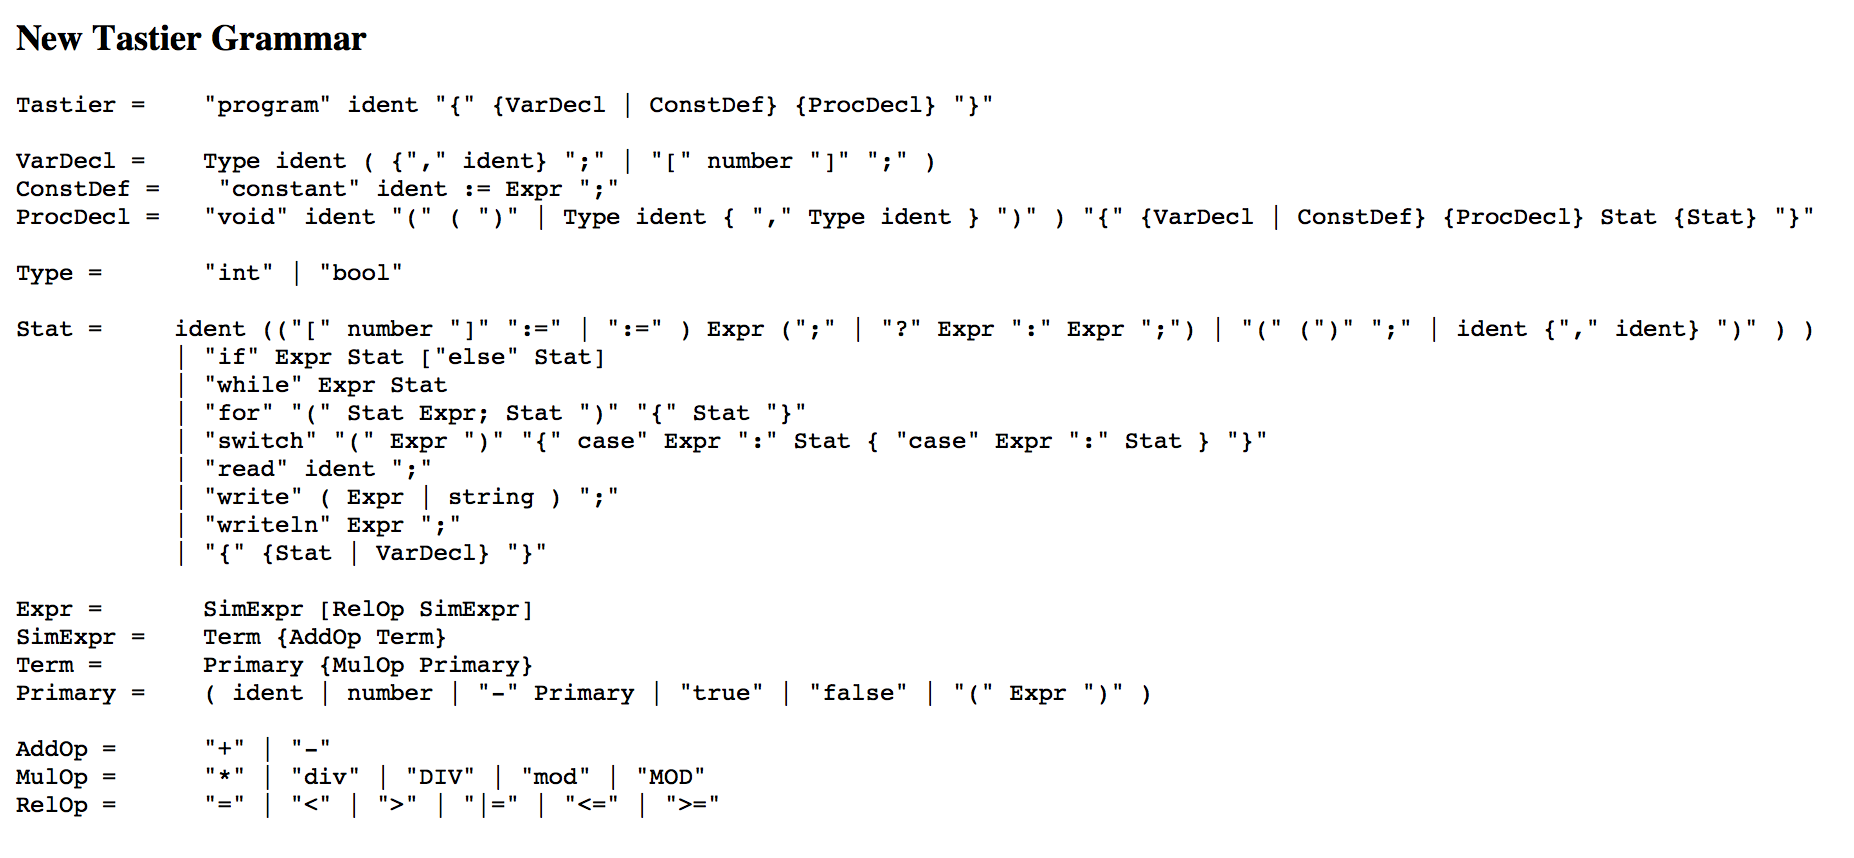 New Tastier Grammar
Tastier = "program" ident "{" {VarDecl | ConstDef} {ProcDecl} "}"
VarDecl = Type ident ( {"," ident} ";" | "[" number "]" ";" )
ConstDef = "constant" ident := Expr ";"
ProcDecl = "void" ident "(" ( ")" | Type ident { "," Type ident } ")" ) "{" {VarDecl | ConstDef} {ProcDecl} Stat {Stat} "}"
Type = "int" | "bool"
Stat = ident (("[" number "]" ":=" | ":=" ) Expr (";" | "?" Expr ":" Expr ";") | "(" (")" ";" | ident {"," ident} ")" ) )
| "if" Expr Stat ["else" Stat]
| "while" Expr Stat
| "for" "(" Stat Expr; Stat ")" "{" Stat "}"
| "switch" "(" Expr ")" "{" case" Expr ":" Stat { "case" Expr ":" Stat } "}"
| "read" ident ";"
| "write" ( Expr | string ) ";"
| "writeln" Expr ";"
| "{" {Stat | VarDecl} "}"
Expr = SimExpr [RelOp SimExpr]
SimExpr = Term {AddOp Term}
Term = Primary {MulOp Primary}
Primary = ( ident | number | "-" Primary | "true" | "false" | "(" Expr ")" )
AddOp = "+" | "-"
MulOp = "*" | "div" | "DIV" | "mod" | "MOD"
RelOp = "=" | "<" | ">" | "|=" | "<=" | ">="